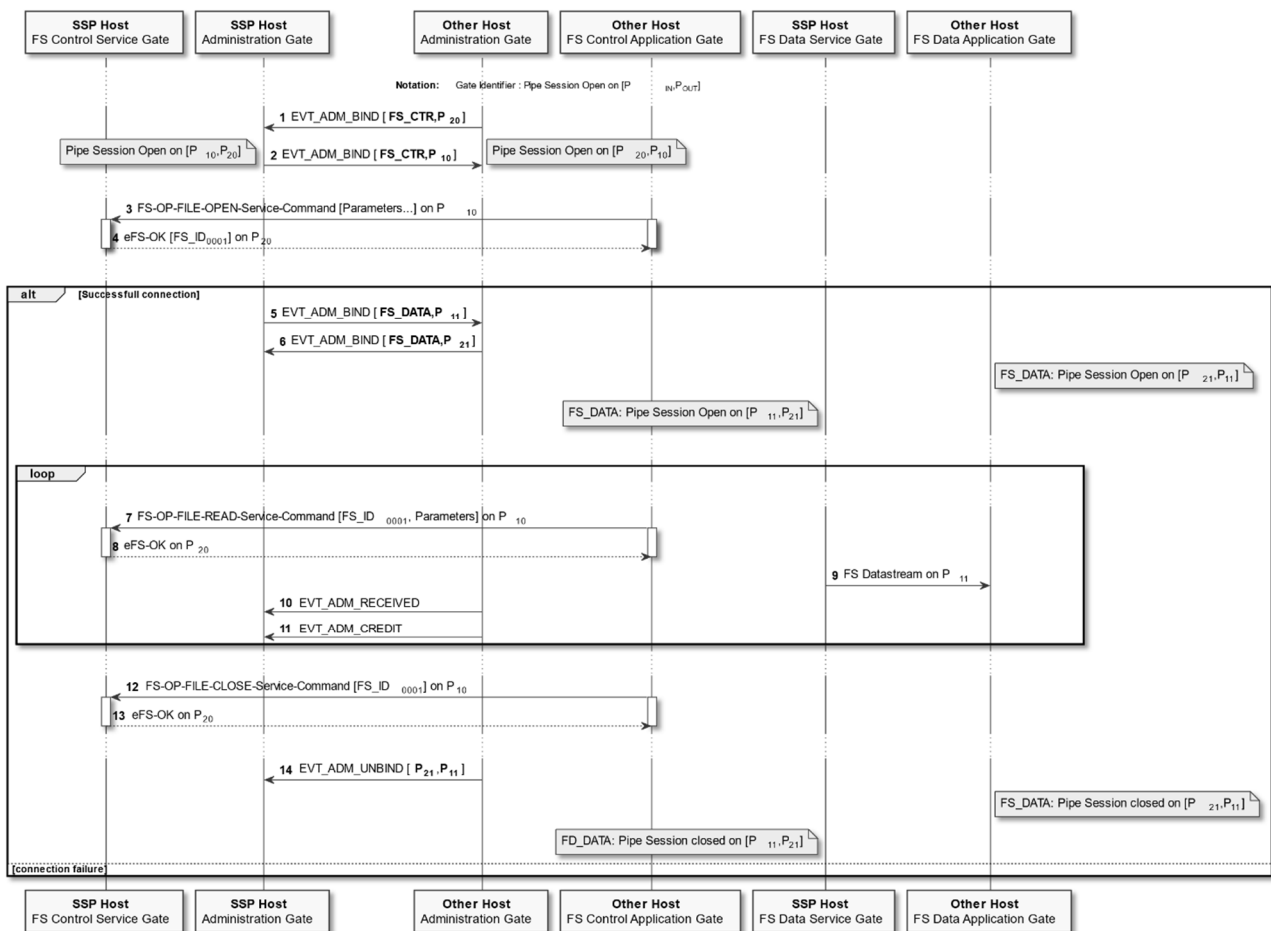 SSP Host SSP Host Other Host Other Host SSP Host Other Host
FS Control Service Gate Administration Gate Administration Gate FS Control Application Gate FS Data Service Gate FS Data Application Gate
Notation: Gate Identifier : Pipe Session Open on [P IN,POUT]
1 EVT_ADM_BIND [ FS_CTR,P 20]
Pipe Session Open on [P 10,P20] 2 EVT_ADM_BIND [ FS_CTR,P 10] Pipe Session Open on [P 20,P10]
3 FS-OP-FILE-OPEN-Service-Command [Parameters...] on P 10
4 eFS-OK [FS_ID0001] on P20
alt [Successfull connection]
5 EVT_ADM_BIND [ FS_DATA,P 11]
6 EVT_ADM_BIND [ FS_DATA,P 21]
FS_DATA: Pipe Session Open on [P 21,P11]
FS_DATA: Pipe Session Open on [P 11,P21]
loop
7 FS-OP-FILE-READ-Service-Command [FS_ID 0001, Parameters] on P 10
8 eFS-OK on P 20
9 FS Datastream on P 11
10 EVT_ADM_RECEIVED
11 EVT_ADM_CREDIT
12 FS-OP-FILE-CLOSE-Service-Command [FS_ID 0001] on P10
13 eFS-OK on P20
14 EVT_ADM_UNBIND [ P21,P11]
FS_DATA: Pipe Session closed on [P 21,P11]
FD_DATA: Pipe Session closed on [P 11,P21]
[connection failure]
SSP Host SSP Host Other Host Other Host SSP Host Other Host
FS Control Service Gate Administration Gate Administration Gate FS Control Application Gate FS Data Service Gate FS Data Application Gate